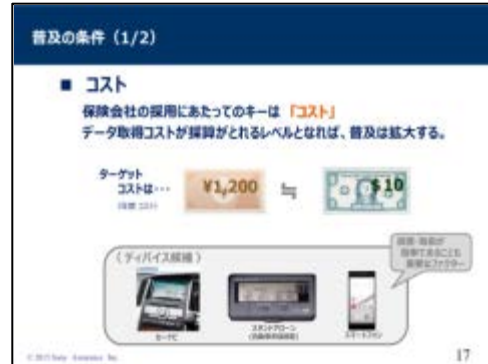 普及の条件（1/2）
■ コスト
保険会社の採用にあたってのキーは「コスト」
データ取得コストが採算がとれるレベルとなれば、普及は拡大する。
ターゲット
コストは・・・
¥1,200 ≒ $10
（ディバイス候補）
カーナビ
スタンドアローン
スマートフォン
17